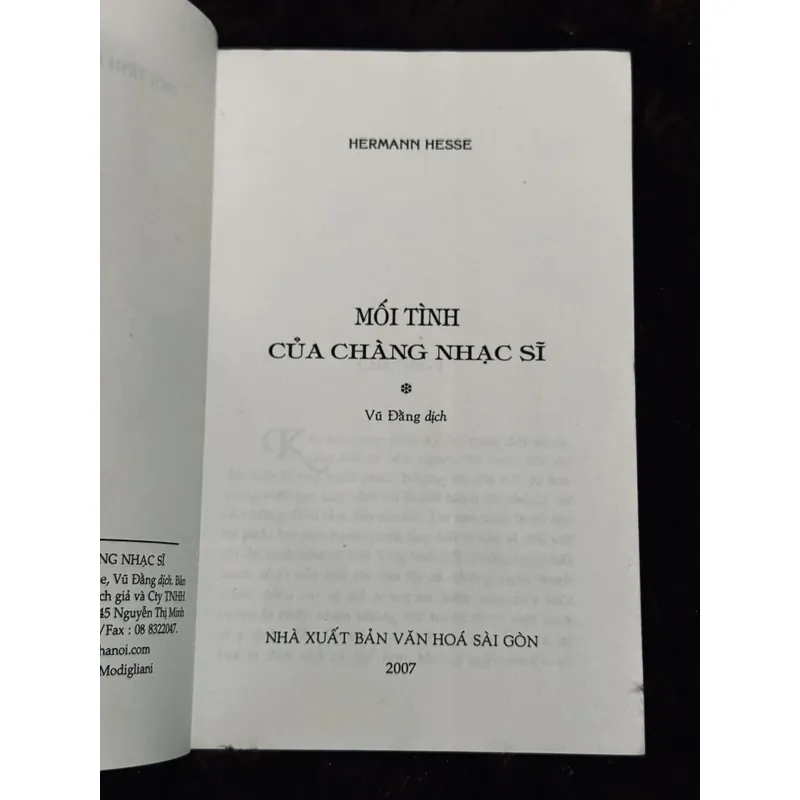 NG NHẠC SĨ
e, Vũ Đằng dịch. Bản
ịch giả và Cty TNHH
45 Nguyễn Thị Minh
/Fax : 08 8322047.
hanoi.com
Modigliani
HERMANN HESSE
MỐI TÌNH
CỦA CHÀNG NHẠC SĨ
Vũ Đằng dịch
NHÀ XUẤT BẢN VĂN HOÁ SÀI GÒN
2007